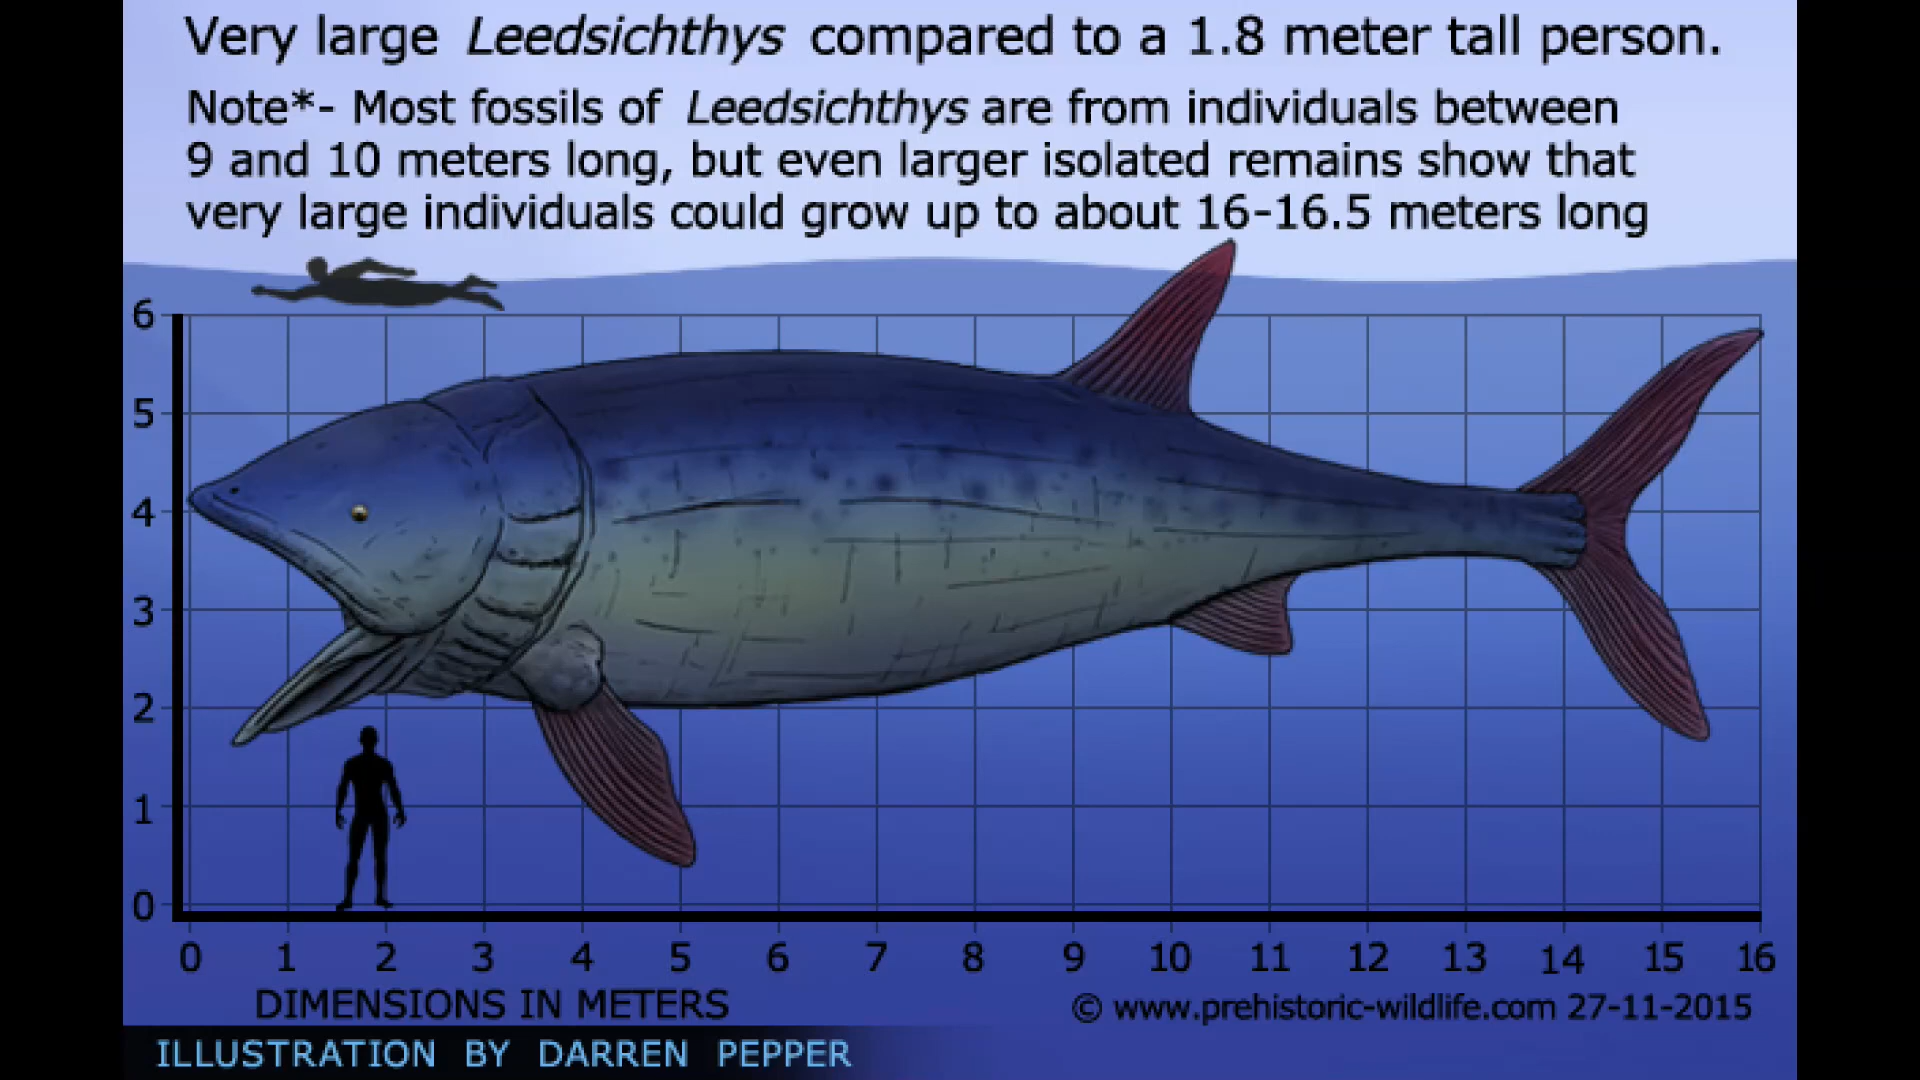 Very large Leedsichthys compared to a 1.8 meter tall person.
Note*- Most fossils of Leedsichthys are from individuals between
9 and 10 meters long, but even larger isolated remains show that
very large individuals could grow up to about 16-16.5 meters long
6
5
4
3
2
1
0
0 1 2 3 4 5 6 7 8 9 10 11 12 13 14 15 16
DIMENSIONS IN METERS
© www.prehistoric-wildlife.com 27-11-2015
ILLUSTRATION BY DARREN PEPPER